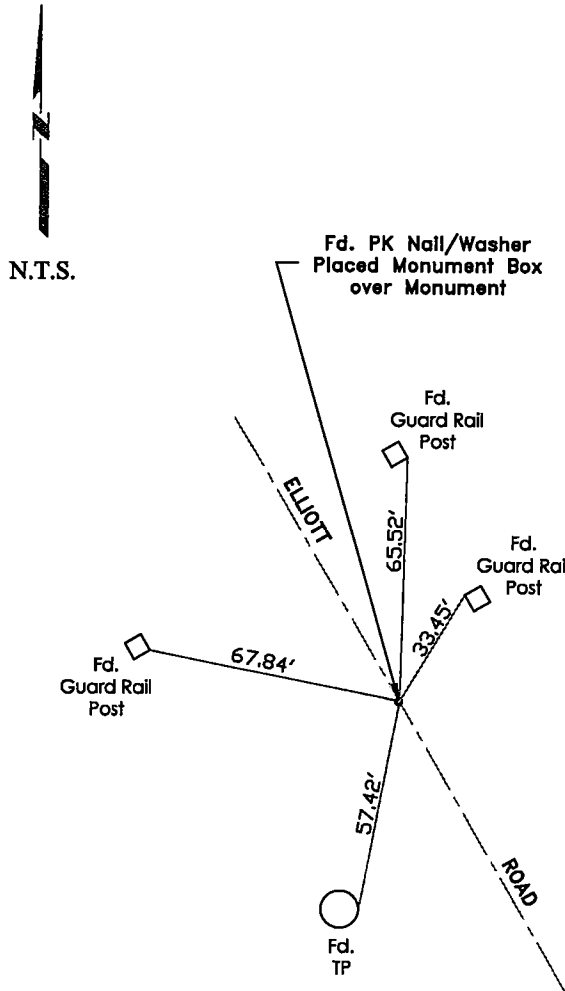 N
N.T.S.
Fd. PK Nail/Washer
Placed Monument Box
over Monument
Fd.
Guard Rail
Post
ELLIOTT
65.52'
Fd.
Guard Rai
Post
33.45'
67.84'
Fd.
Guard Rail
Post
57.42'
ROAD
Fd.
TP